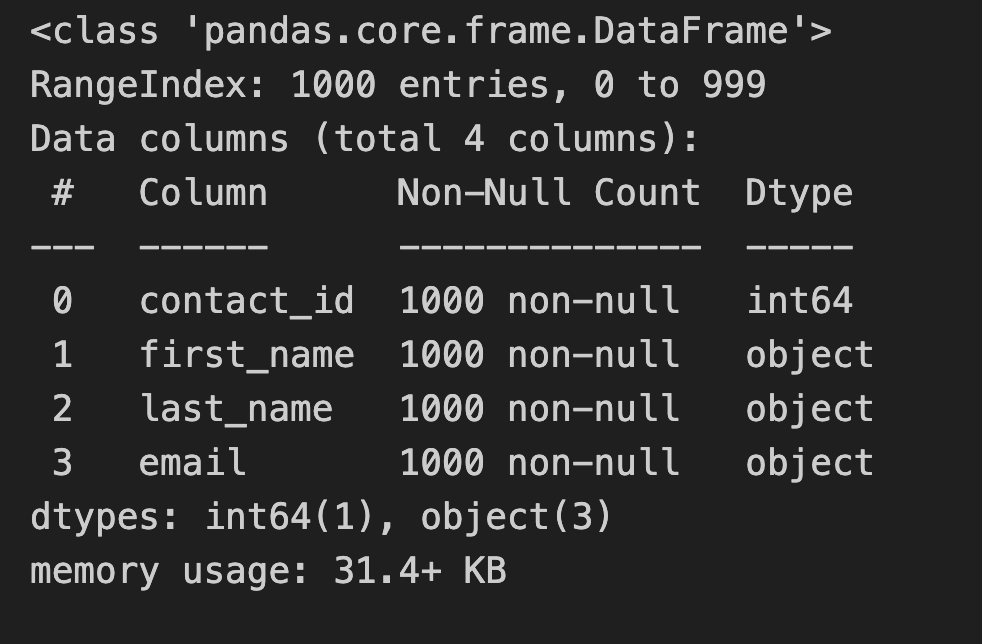 <class 'pandas.core.frame.DataFrame'>
RangeIndex: 1000 entries, 0 to 999
Data columns (total 4 columns):
 #   Column      Non-Null Count  Dtype
---  ------      --------------  -----
 0   contact_id  1000 non-null   int64
 1   first_name  1000 non-null   object
 2   last_name   1000 non-null   object
 3   email       1000 non-null   object
dtypes: int64(1), object(3)
memory usage: 31.4+ KB